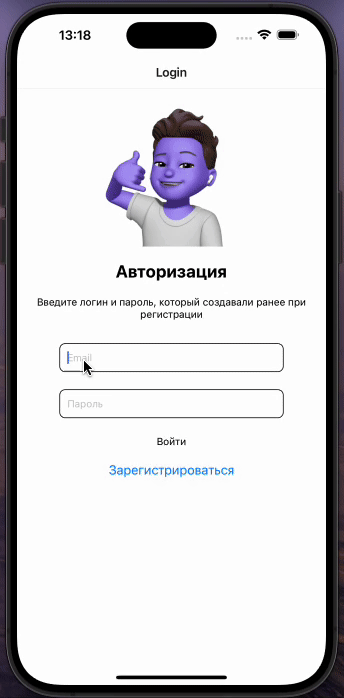 13:18
Login
Авторизация
Введите логин и пароль, который создавали ранее при
регистрации
Email
Пароль
Войти
Зарегистрироваться